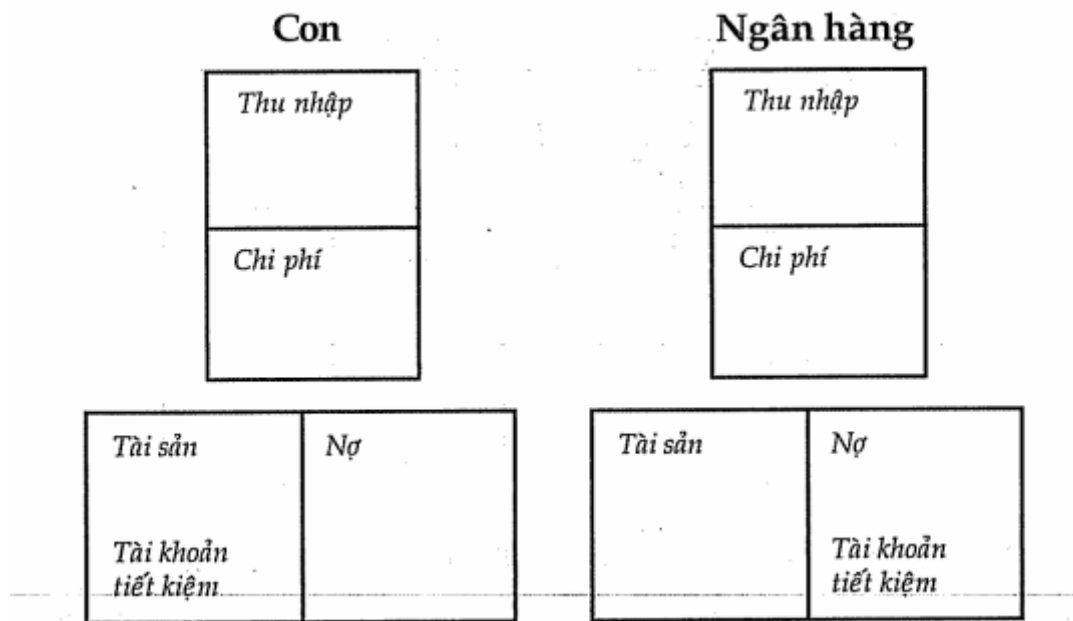 Con
Thu nhập
Chi phí
Tài sản
Nợ
Tài khoản
tiết kiệm
Ngân hàng
Thu nhập
Chi phí
Tài sản
Nợ
Tài khoản
tiết kiệm